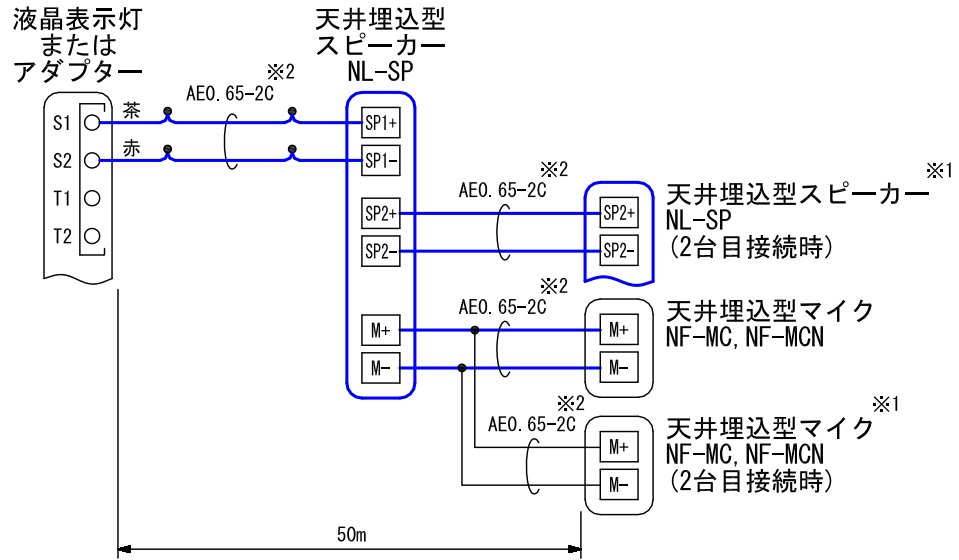 液晶表示灯
または
アダプター
天井埋込型
スピーカー
NL-SP
※2
AE0.65-2C
S1
茶
SP1+
S2
赤
SP1-
T1
T2
SP2+
SP2-
※2
AE0.65-2C
SP2+
SP2-
天井埋込型スピーカー※1
NL-SP
(2台目接続時)
※2
AE0.65-2C
M+
M-
M+
M-
天井埋込型マイク
NF-MC, NF-MCN
※2
AE0.65-2C
M+
M-
天井埋込型マイク※1
NF-MC, NF-MCN
(2台目接続時)
50m